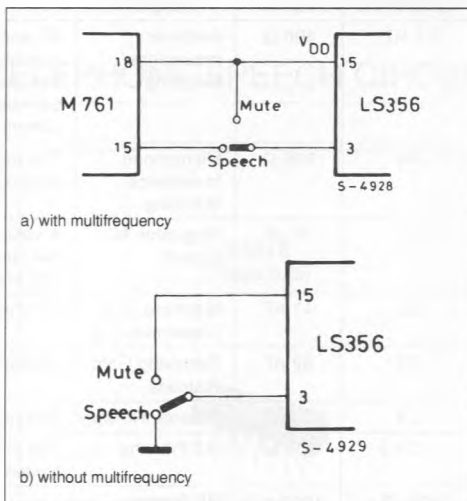 18
V DD
15
M 761
LS356
Mute
15
3
Speech
S-4928
a) with multifrequency
15
LS356
Mute
Speech
3
S-4929
b) without multifrequency